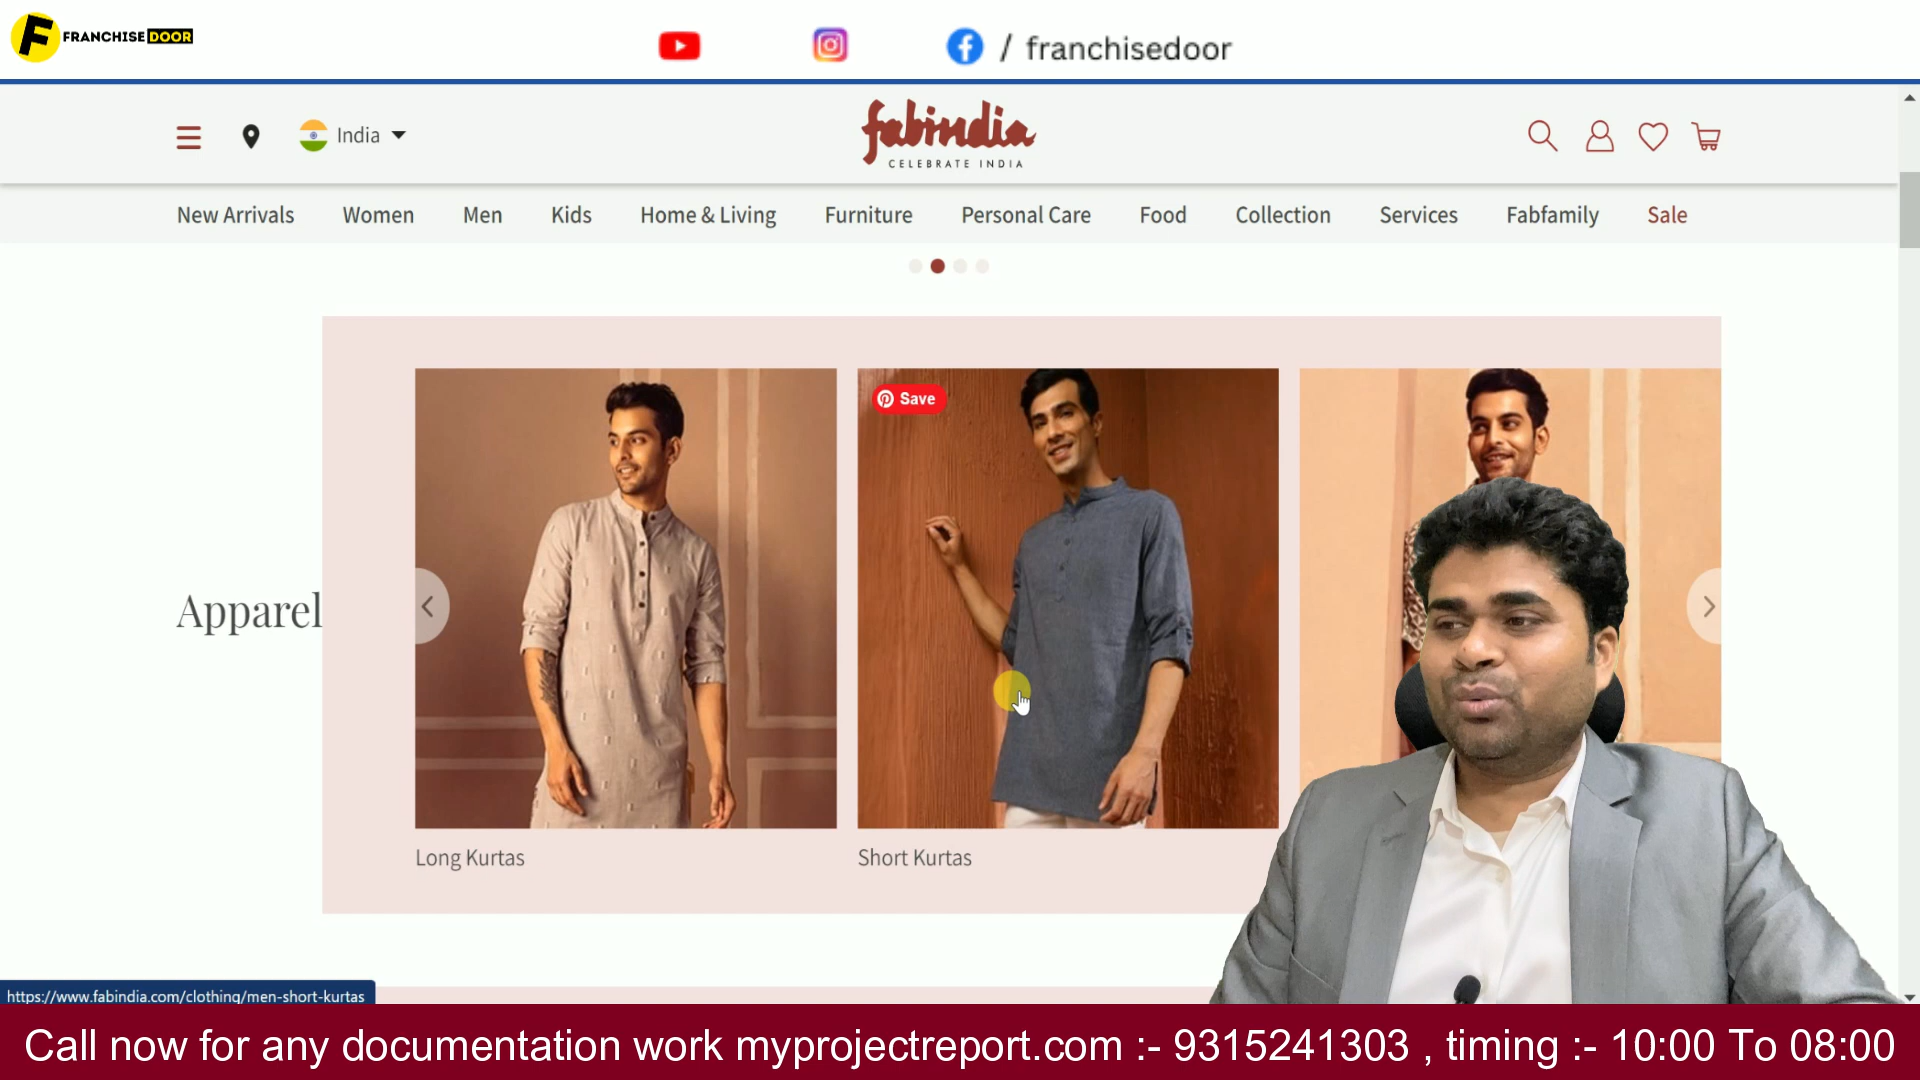 FRANCHISE DOOR
/ franchisedoor
India
fabindia
CELEBRATE INDIA
New Arrivals Women Men Kids Home & Living Furniture Personal Care Food Collection Services Fabfamily Sale
Save
Apparel
Long Kurtas
Short Kurtas
https://www.fabindia.com/clothing/men-short-kurtas
Call now for any documentation work myprojectreport.com :- 9315241303 , timing :- 10:00 To 08:00